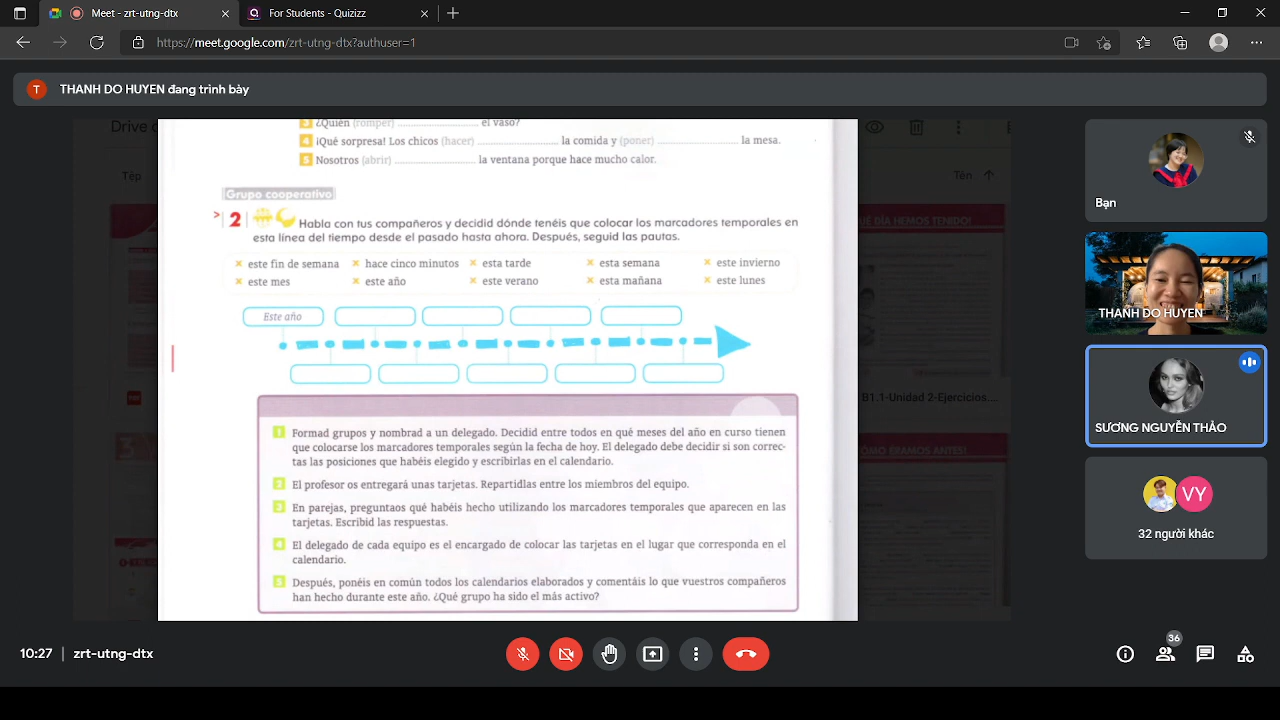 Meet - zrt-utng-dtx
For Students - Quizizz
https://meet.google.com/zrt-utng-dtx?authuser=1
T THANH DO HUYEN đang trình bày
Tệp
Tên
3 ¿Quién (romper) ........................ el vaso?
4 ¡Qué sorpresa! Los chicos (hacer) ........................ la comida y (poner) ........................ la mesa.
5 Nosotros (abrir) ........................ la ventana porque hace mucho calor.
Grupo cooperativo
> 2 Habla con tus compañeros y decidid dónde tenéis que colocar los marcadores temporales en
esta línea del tiempo desde el pasado hasta ahora. Después, seguid las pautas.
× este fin de semana × hace cinco minutos × esta tarde × esta semana × este invierno
× este mes × este año × este verano × esta mañana × este lunes
Este año
1 Formad grupos y nombrad a un delegado. Decidid entre todos en qué meses del año en curso tienen
que colocarse los marcadores temporales según la fecha de hoy. El delegado debe decidir si son correc-
tas las posiciones que habéis elegido y escribirlas en el calendario.
2 El profesor os entregará unas tarjetas. Repartidlas entre los miembros del equipo.
3 En parejas, preguntaos qué habéis hecho utilizando los marcadores temporales que aparecen en las
tarjetas. Escribid las respuestas.
4 El delegado de cada equipo es el encargado de colocar las tarjetas en el lugar que corresponda en el
calendario.
5 Después, ponéis en común todos los calendarios elaborados y comentáis lo que vuestros compañeros
han hecho durante este año. ¿Qué grupo ha sido el más activo?
B1.1-Unidad 2-Ejercicios....
Bạn
THANH DO HUYEN
SƯƠNG NGUYỄN THẢO
VY
32 người khác
10:27 | zrt-utng-dtx
36